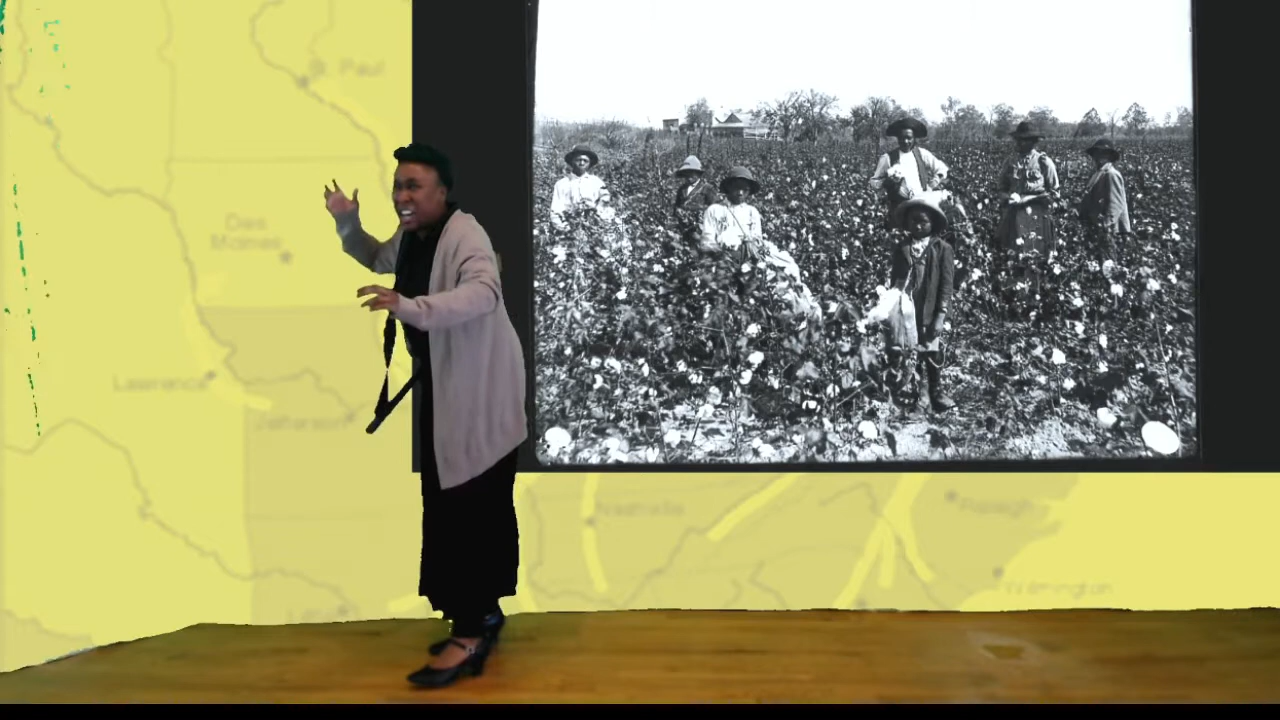 St. Paul
Des
Moines
Lawrence
Jefferson
Nashville
Raleigh
Wilmington